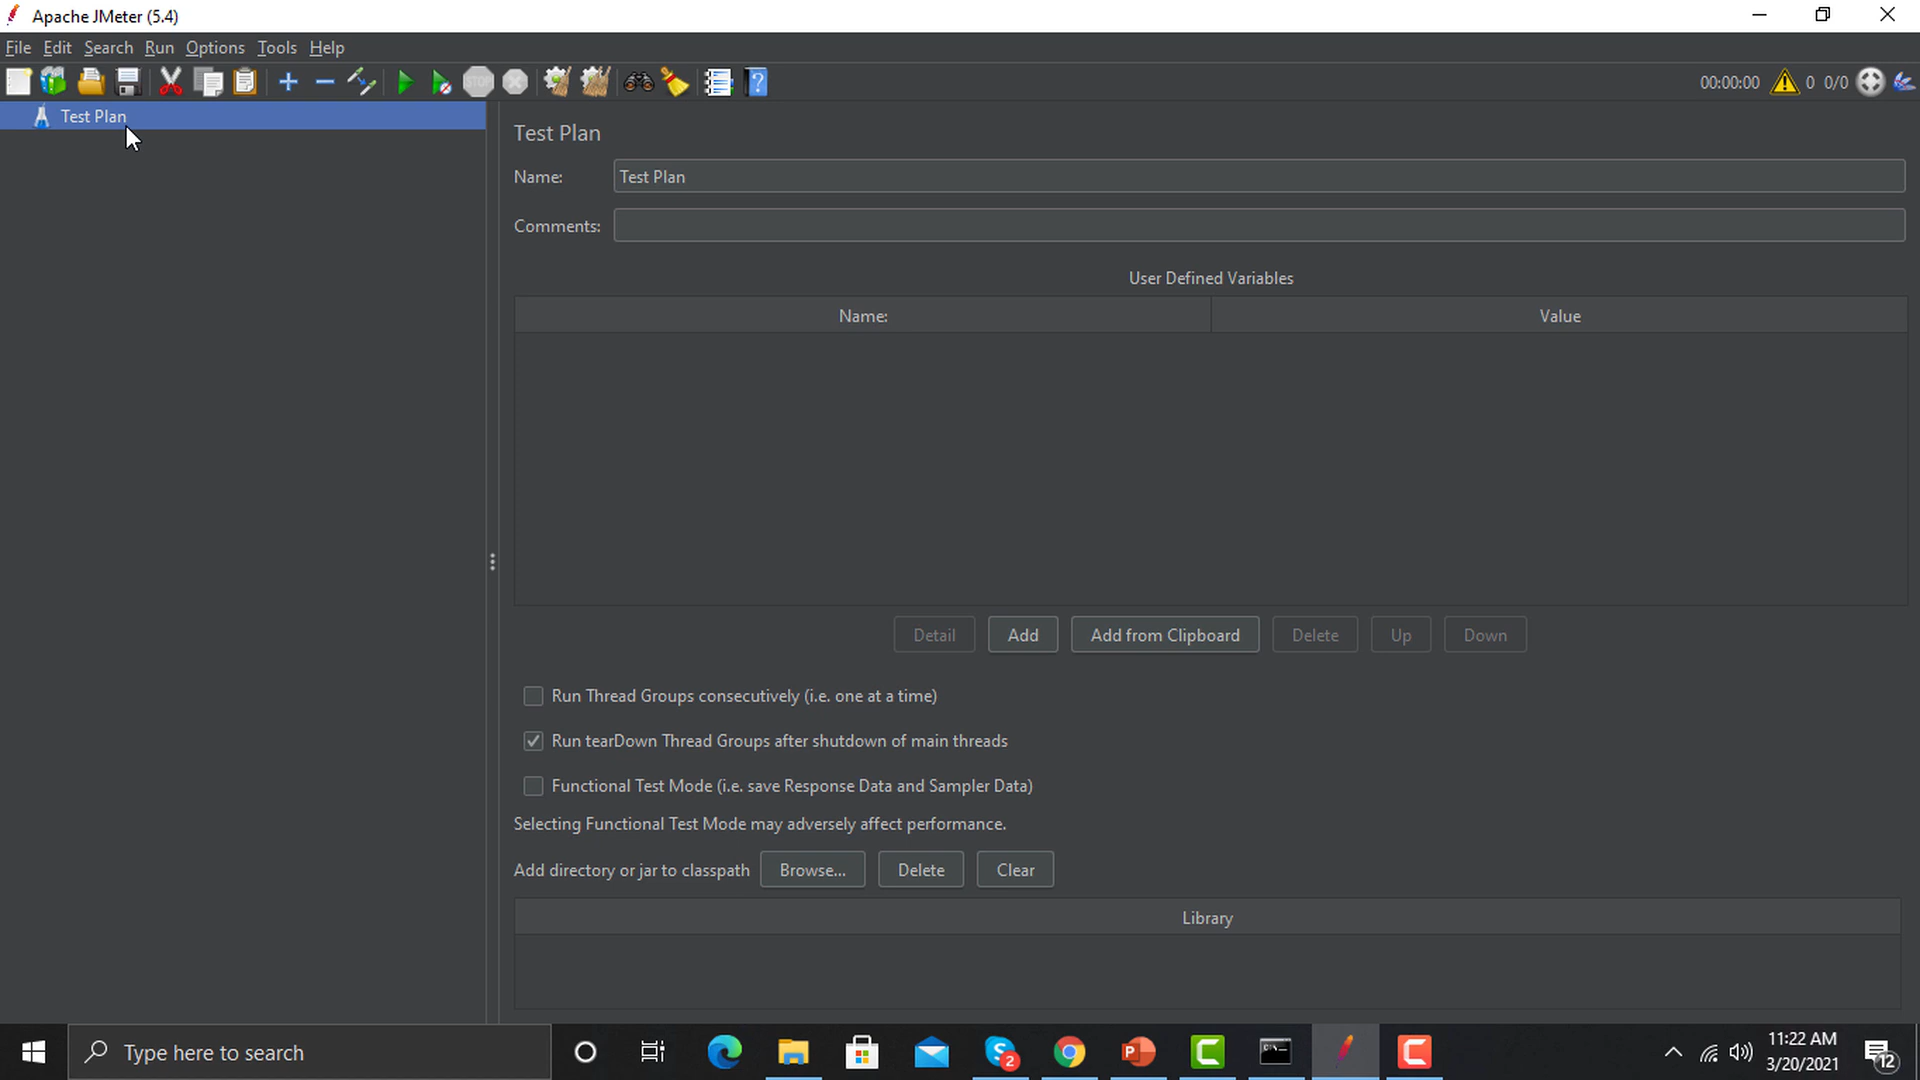 Apache JMeter (5.4)
File Edit Search Run Options Tools Help
STOP
00:00:00 0 0/0
Test Plan
Test Plan
Name: Test Plan
Comments:
User Defined Variables
Name: Value
Detail Add Add from Clipboard Delete Up Down
Run Thread Groups consecutively (i.e. one at a time)
Run tearDown Thread Groups after shutdown of main threads
Functional Test Mode (i.e. save Response Data and Sampler Data)
Selecting Functional Test Mode may adversely affect performance.
Add directory or jar to classpath Browse... Delete Clear
Library
Type here to search
2
11:22 AM
3/20/2021
12